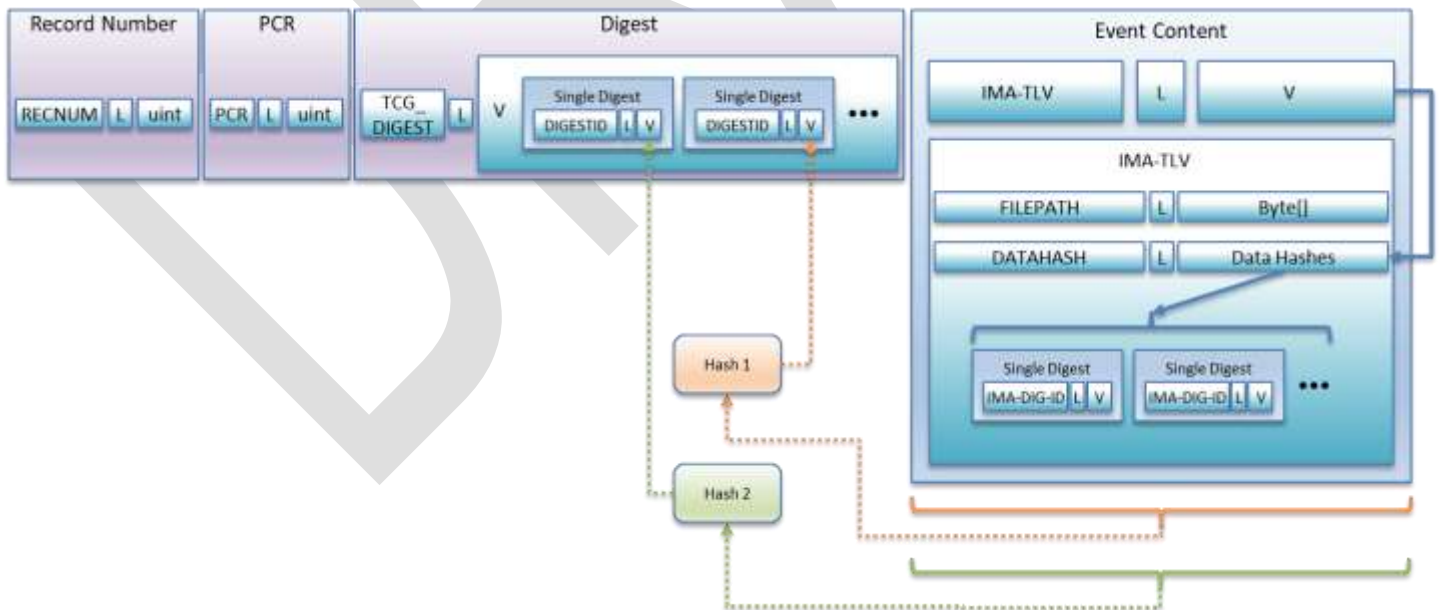 Record Number
PCR
Digest
Event Content
RECNUM L uint
PCR L uint
TCG_
DIGEST
L
V
Single Digest
DIGESTID L V
Single Digest
DIGESTID L V
•••
IMA-TLV L V
IMA-TLV
FILEPATH L Byte[]
DATAHASH L Data Hashes
Single Digest
IMA-DIG-ID L V
Single Digest
IMA-DIG-ID L V
•••
Hash 1
Hash 2